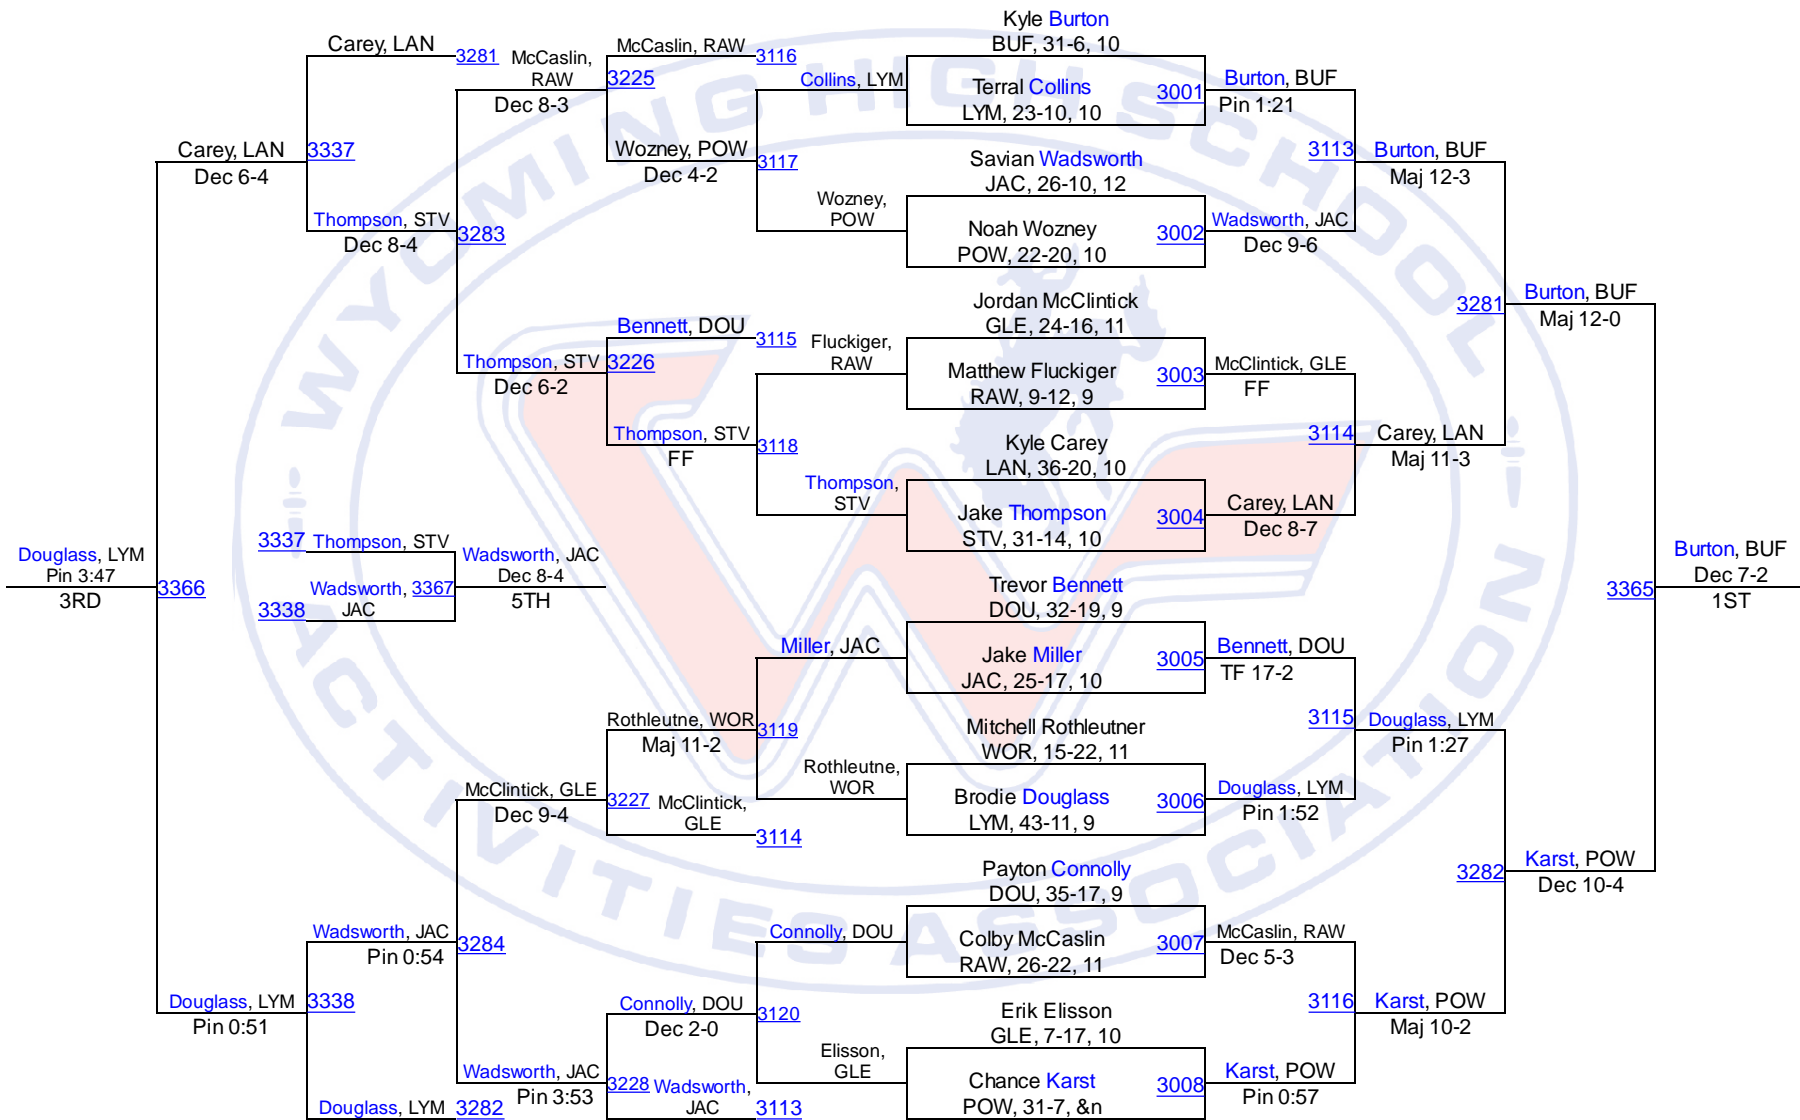 Kyle Burton
BUF, 31-6, 10
Terral Collins
LYM, 23-10, 10
3001
Savian Wadsworth
JAC, 26-10, 12
Noah Wozney
POW, 22-20, 10
3002
Jordan McClintick
GLE, 24-16, 11
Matthew Fluckiger
RAW, 9-12, 9
3003
Kyle Carey
LAN, 36-20, 10
Jake Thompson
STV, 31-14, 10
3004
Trevor Bennett
DOU, 32-19, 9
Jake Miller
JAC, 25-17, 10
3005
Mitchell Rothleutner
WOR, 15-22, 11
Brodie Douglass
LYM, 43-11, 9
3006
Payton Connolly
DOU, 35-17, 9
Colby McCaslin
RAW, 26-22, 11
3007
Erik Elisson
GLE, 7-17, 10
Chance Karst
POW, 31-7, &n
3008
Burton, BUF
Pin 1:21
3113
Wadsworth, JAC
Dec 9-6
McClintick, GLE
FF
3114
Carey, LAN
Dec 8-7
Bennett, DOU
TF 17-2
3115
Douglass, LYM
Pin 1:52
McCaslin, RAW
Dec 5-3
3116
Karst, POW
Pin 0:57
Burton, BUF
Maj 12-3
3281
Carey, LAN
Maj 11-3
Douglass, LYM
Pin 1:27
3282
Karst, POW
Maj 10-2
Burton, BUF
Maj 12-0
3365
Karst, POW
Dec 10-4
Burton, BUF
Dec 7-2
1ST
Collins, LYM
3117
Wozney,
POW
Fluckiger,
RAW
3118
Thompson,
STV
Miller, JAC
3119
Rothleutne,
WOR
Connolly, DOU
3120
Elisson,
GLE
McCaslin, RAW
3116
3225
Wozney, POW
Dec 4-2
Bennett, DOU
3115
3226
Thompson, STV
FF
Rothleutne, WOR
Maj 11-2
3227
McClintick,
GLE
3114
Connolly, DOU
Dec 2-0
3228
Wadsworth,
JAC
3113
McCaslin,
RAW
Dec 8-3
3283
Thompson, STV
Dec 6-2
McClintick, GLE
Dec 9-4
3284
Wadsworth, JAC
Pin 3:53
Carey, LAN
3281
3337
Thompson, STV
Dec 8-4
Wadsworth, JAC
Pin 0:54
3338
Douglass, LYM
3282
Carey, LAN
Dec 6-4
3366
Douglass, LYM
Pin 0:51
Douglass, LYM
Pin 3:47
3RD
3337
Thompson, STV
Wadsworth,
JAC
3338
3367
Wadsworth, JAC
Dec 8-4
5TH
WYOMING HIGH SCHOOL
ACTIVITIES ASSOCIATION